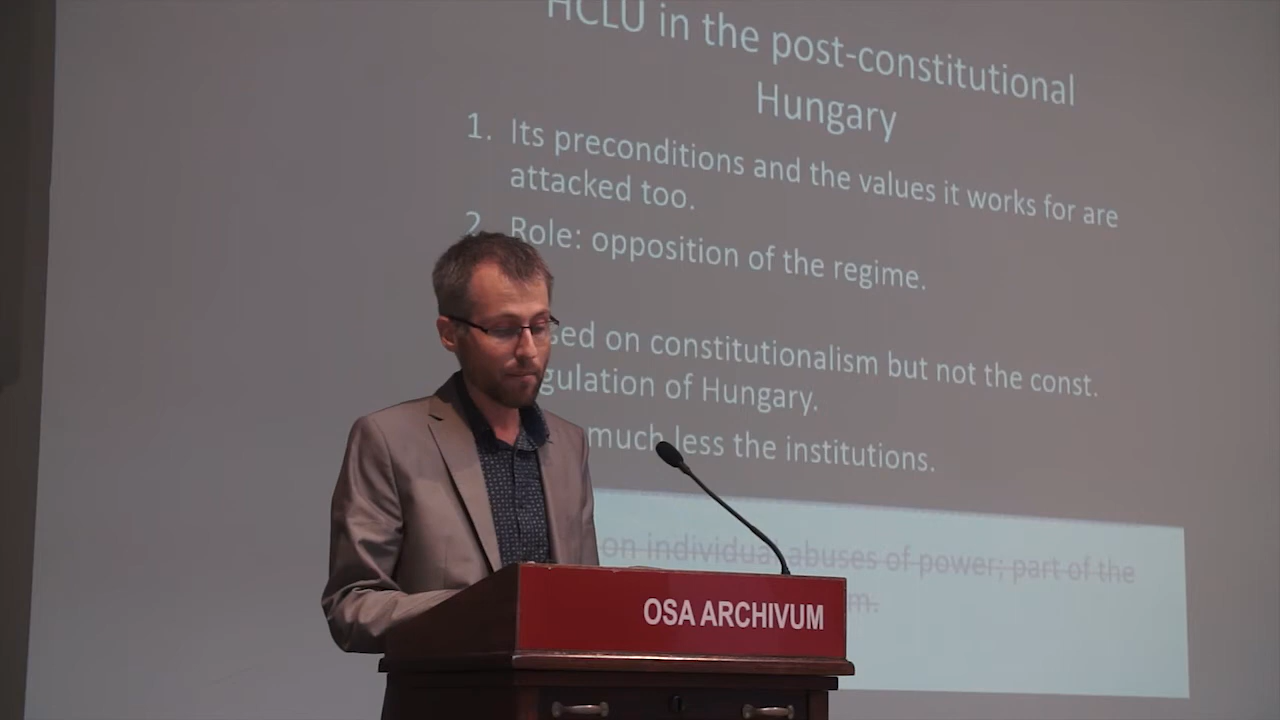 HCLU in the post-constitutional
Hungary
1. Its preconditions and the values it works for are
attacked too.
2. Role: opposition of the regime.
sed on constitutionalism but not the const.
gulation of Hungary.
much less the institutions.
on individual abuses of power; part of the
m.
OSA ARCHIVUM